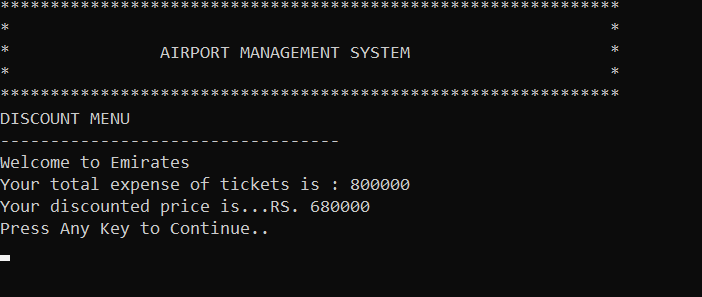 **************************************************************
* *
* AIRPORT MANAGEMENT SYSTEM *
* *
**************************************************************
DISCOUNT MENU
----------------------------------
Welcome to Emirates
Your total expense of tickets is : 800000
Your discounted price is...RS. 680000
Press Any Key to Continue..